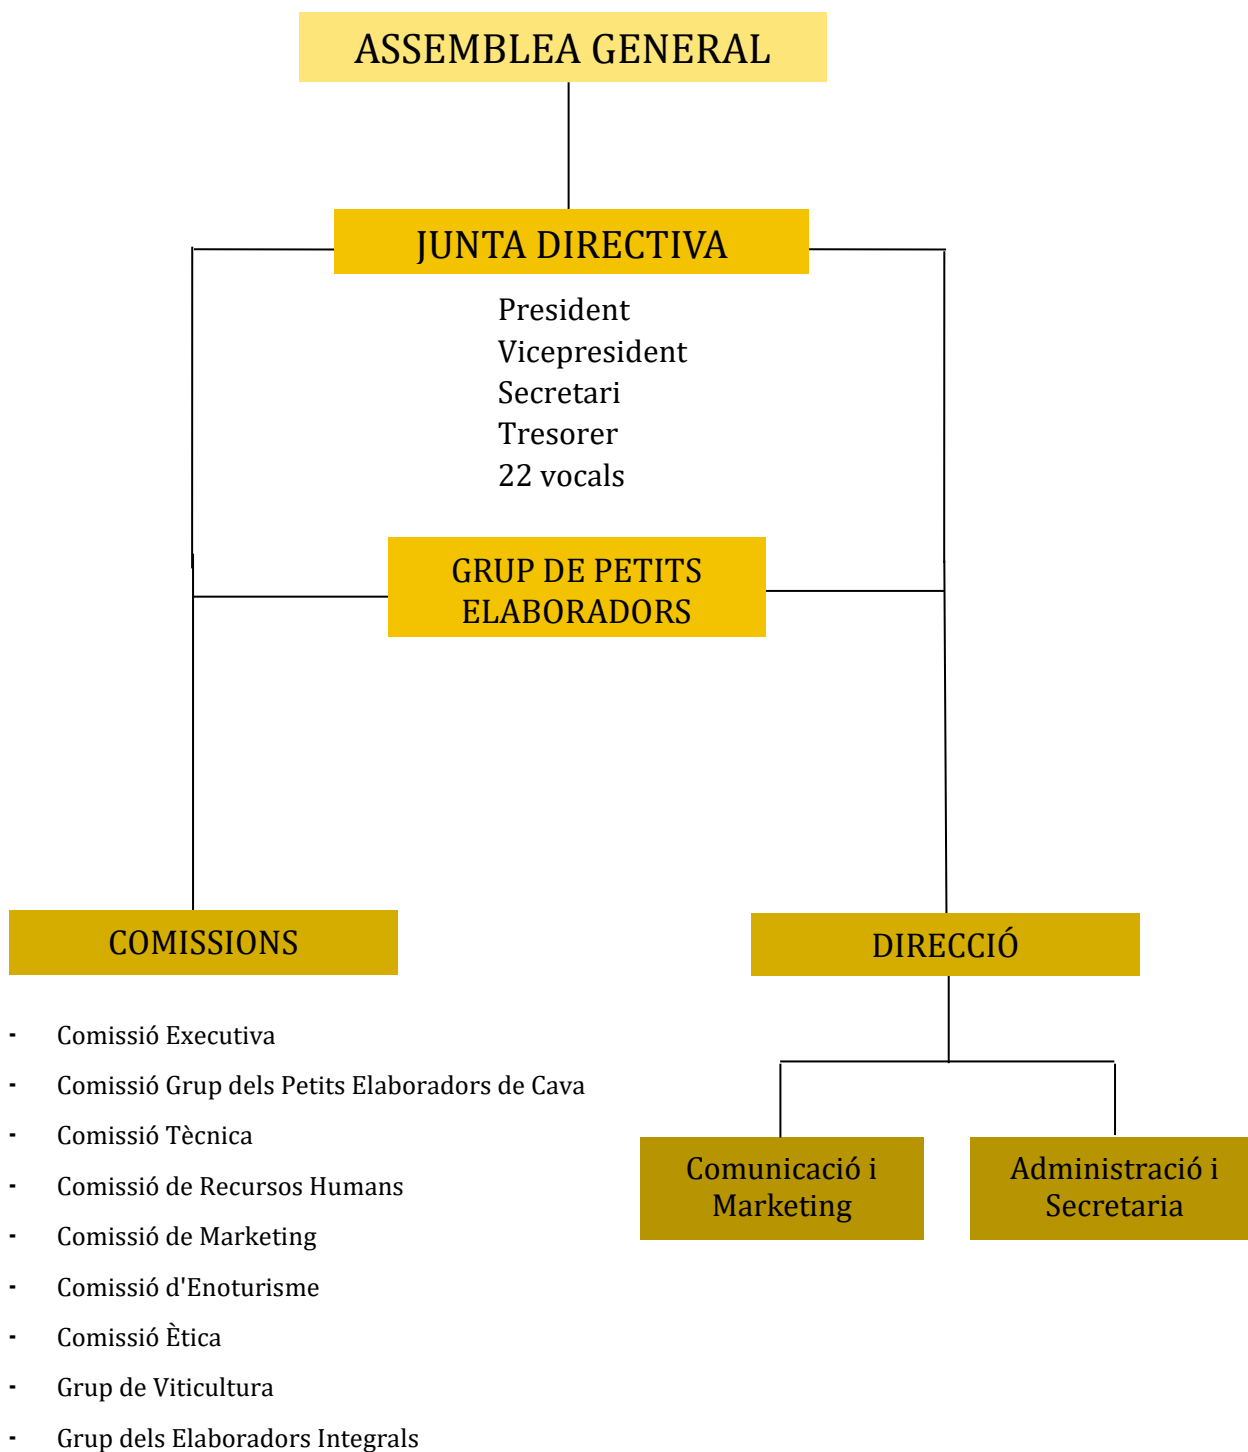 ASSEMBLEA GENERAL
JUNTA DIRECTIVA
President
Vicepresident
Secretari
Tresorer
22 vocals
GRUP DE PETITS
ELABORADORS
COMISSIONS
DIRECCIÓ
- Comissió Executiva
- Comissió Grup dels Petits Elaboradors de Cava
- Comissió Tècnica
- Comissió de Recursos Humans
- Comissió de Marketing
- Comissió d'Enoturisme
- Comissió Ètica
- Grup de Viticultura
- Grup dels Elaboradors Integrals
Comunicació i
Marketing
Administració i
Secretaria